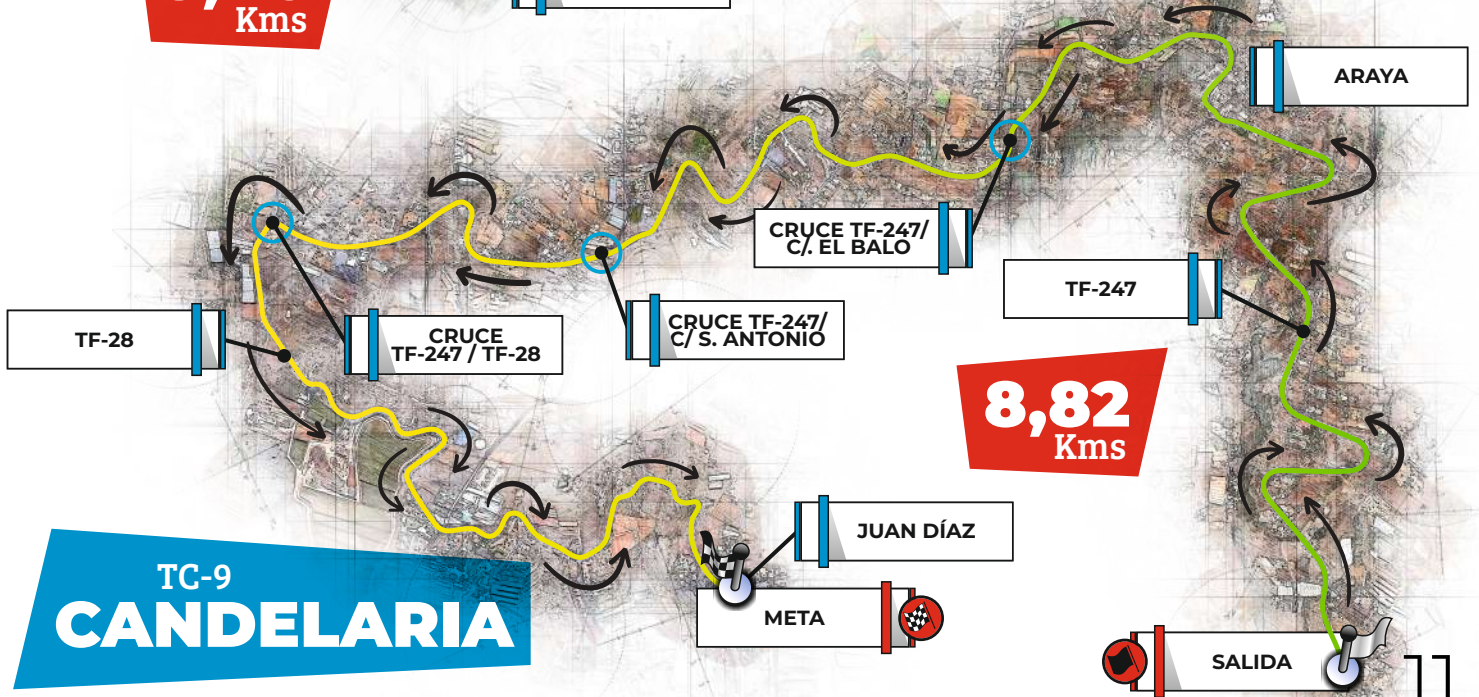 Kms
ARAYA
CRUCE TF-247/
C/. EL BALO
TF-247
TF-28
CRUCE
TF-247 / TF-28
CRUCE TF-247/
C/ S. ANTONIO
8,82
Kms
JUAN DÍAZ
TC-9
CANDELARIA
META
SALIDA
11